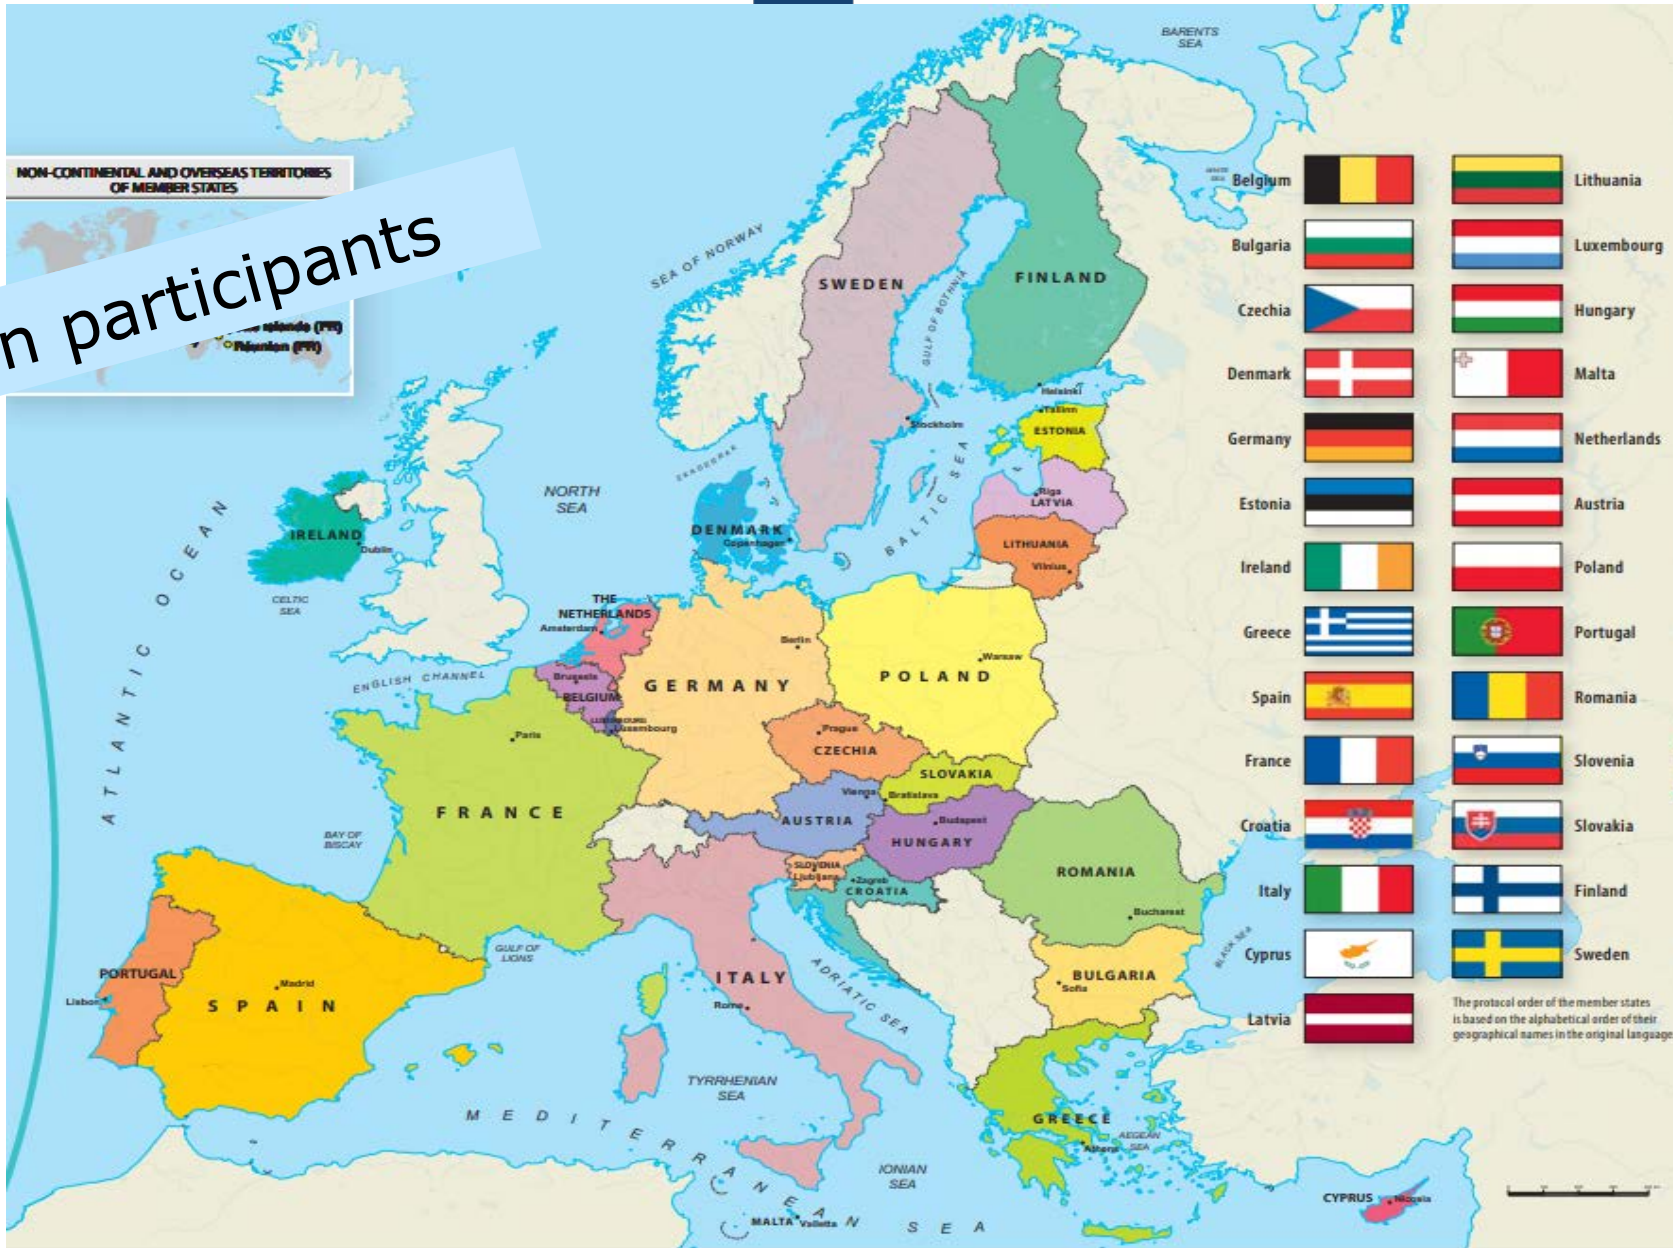 BARENTS
SEA
NON-CONTINENTAL AND OVERSEAS TERRITORIES
OF MEMBER STATES
n participants
Réunion (FR)
WHITE
SEA
SEA OF NORWAY
SWEDEN
FINLAND
GULF OF BOTHNIA
Helsinki
Tallinn
ESTONIA
Stockholm
Riga
LATVIA
NORTH
SEA
BALTIC SEA
DENMARK
Copenhagen
LITHUANIA
Vilnius
IRELAND
Dublin
CELTIC
SEA
ATLANTIC OCEAN
THE
NETHERLANDS
Amsterdam
Berlin
Warsaw
POLAND
GERMANY
ENGLISH CHANNEL
Brussels
BELGIUM
LUXEMBOURG
Luxembourg
Paris
Prague
CZECHIA
SLOVAKIA
Bratislava
Vienna
AUSTRIA
FRANCE
Budapest
HUNGARY
BAY OF
BISCAY
SLOVENIA
Ljubljana
Zagreb
CROATIA
ROMANIA
Bucharest
GULF OF
LIONS
BLACK SEA
PORTUGAL
Lisbon
Madrid
SPAIN
ITALY
Rome
ADRIATIC SEA
BULGARIA
Sofia
TYRRHENIAN
SEA
MEDITERRANEAN SEA
GREECE
Athens
AEGEAN
SEA
IONIAN
SEA
MALTA Valletta
CYPRUS Nicosia
Belgium
Bulgaria
Czechia
Denmark
Germany
Estonia
Ireland
Greece
Spain
France
Croatia
Italy
Cyprus
Latvia
Lithuania
Luxembourg
Hungary
Malta
Netherlands
Austria
Poland
Portugal
Romania
Slovenia
Slovakia
Finland
Sweden
The protocol order of the member states
is based on the alphabetical order of their
geographical names in the original language